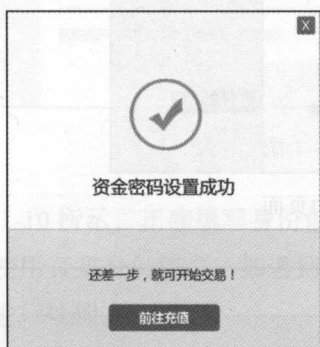 X
资金密码设置成功
还差一步，就可开始交易！
前往充值